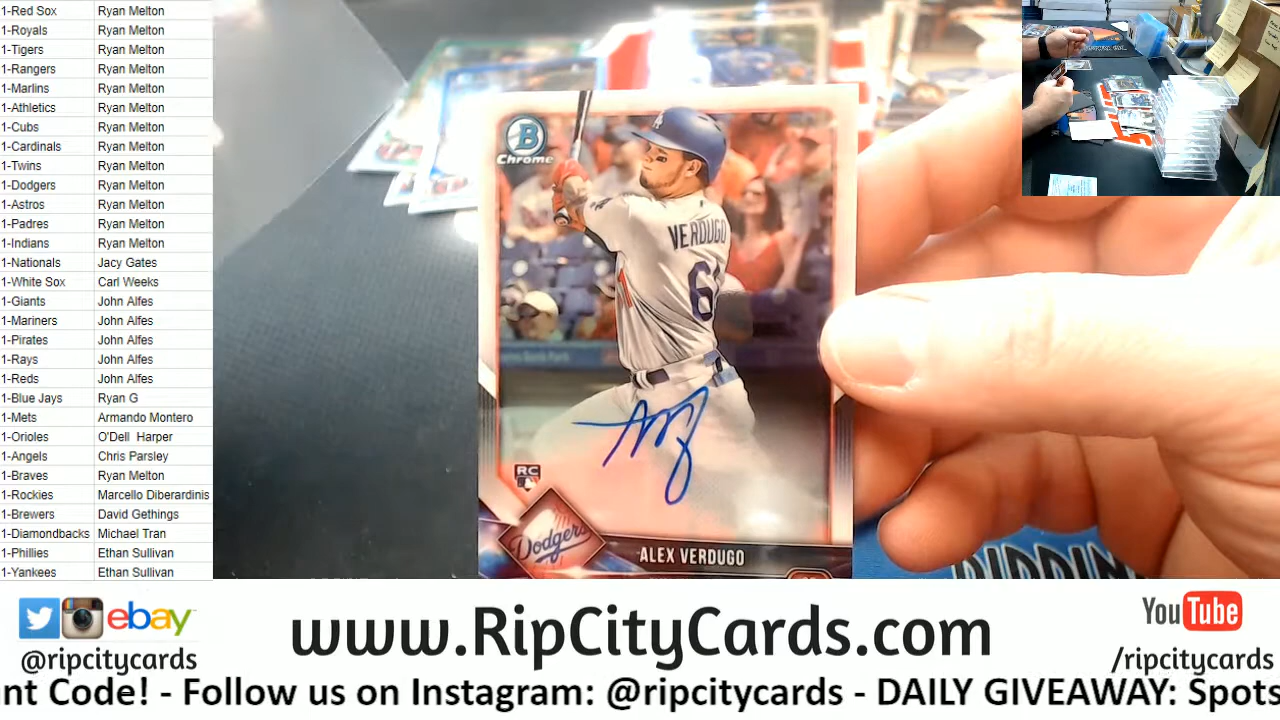 1-Red Sox Ryan Melton
1-Royals Ryan Melton
1-Tigers Ryan Melton
1-Rangers Ryan Melton
1-Marlins Ryan Melton
1-Athletics Ryan Melton
1-Cubs Ryan Melton
1-Cardinals Ryan Melton
1-Twins Ryan Melton
1-Dodgers Ryan Melton
1-Astros Ryan Melton
1-Padres Ryan Melton
1-Indians Ryan Melton
1-Nationals Jacy Gates
1-White Sox Carl Weeks
1-Giants John Alfes
1-Mariners John Alfes
1-Pirates John Alfes
1-Rays John Alfes
1-Reds John Alfes
1-Blue Jays Ryan G
1-Mets Armando Montero
1-Orioles O'Dell Harper
1-Angels Chris Parsley
1-Braves Ryan Melton
1-Rockies Marcello Diberardinis
1-Brewers David Gethings
1-Diamondbacks Michael Tran
1-Phillies Ethan Sullivan
1-Yankees Ethan Sullivan
B
Chrome
LA
VERDUGO
6
RC
Dodgers
ALEX VERDUGO
ebay
@ripcitycards
www.RipCityCards.com
YouTube
/ripcitycards
nt Code! - Follow us on Instagram: @ripcitycards - DAILY GIVEAWAY: Spots